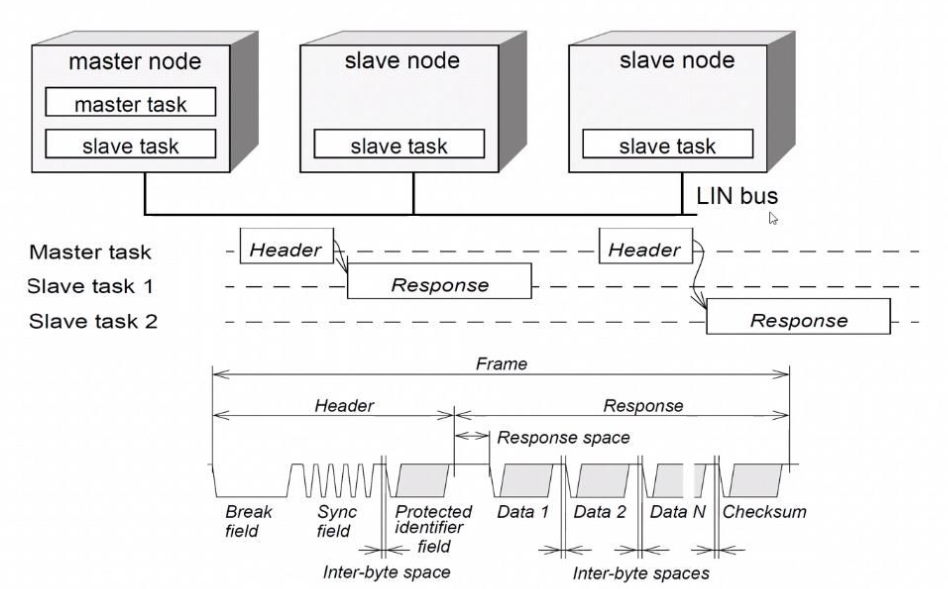 master node
slave node
slave node
master task
slave task
slave task
slave task
LIN bus
Master task
Header
Header
Slave task 1
Response
Slave task 2
Response
Frame
Header
Response
Response space
Break
field
Sync
field
Protected
identifier
field
Data 1
Data 2
Data N
Checksum
Inter-byte space
Inter-byte spaces